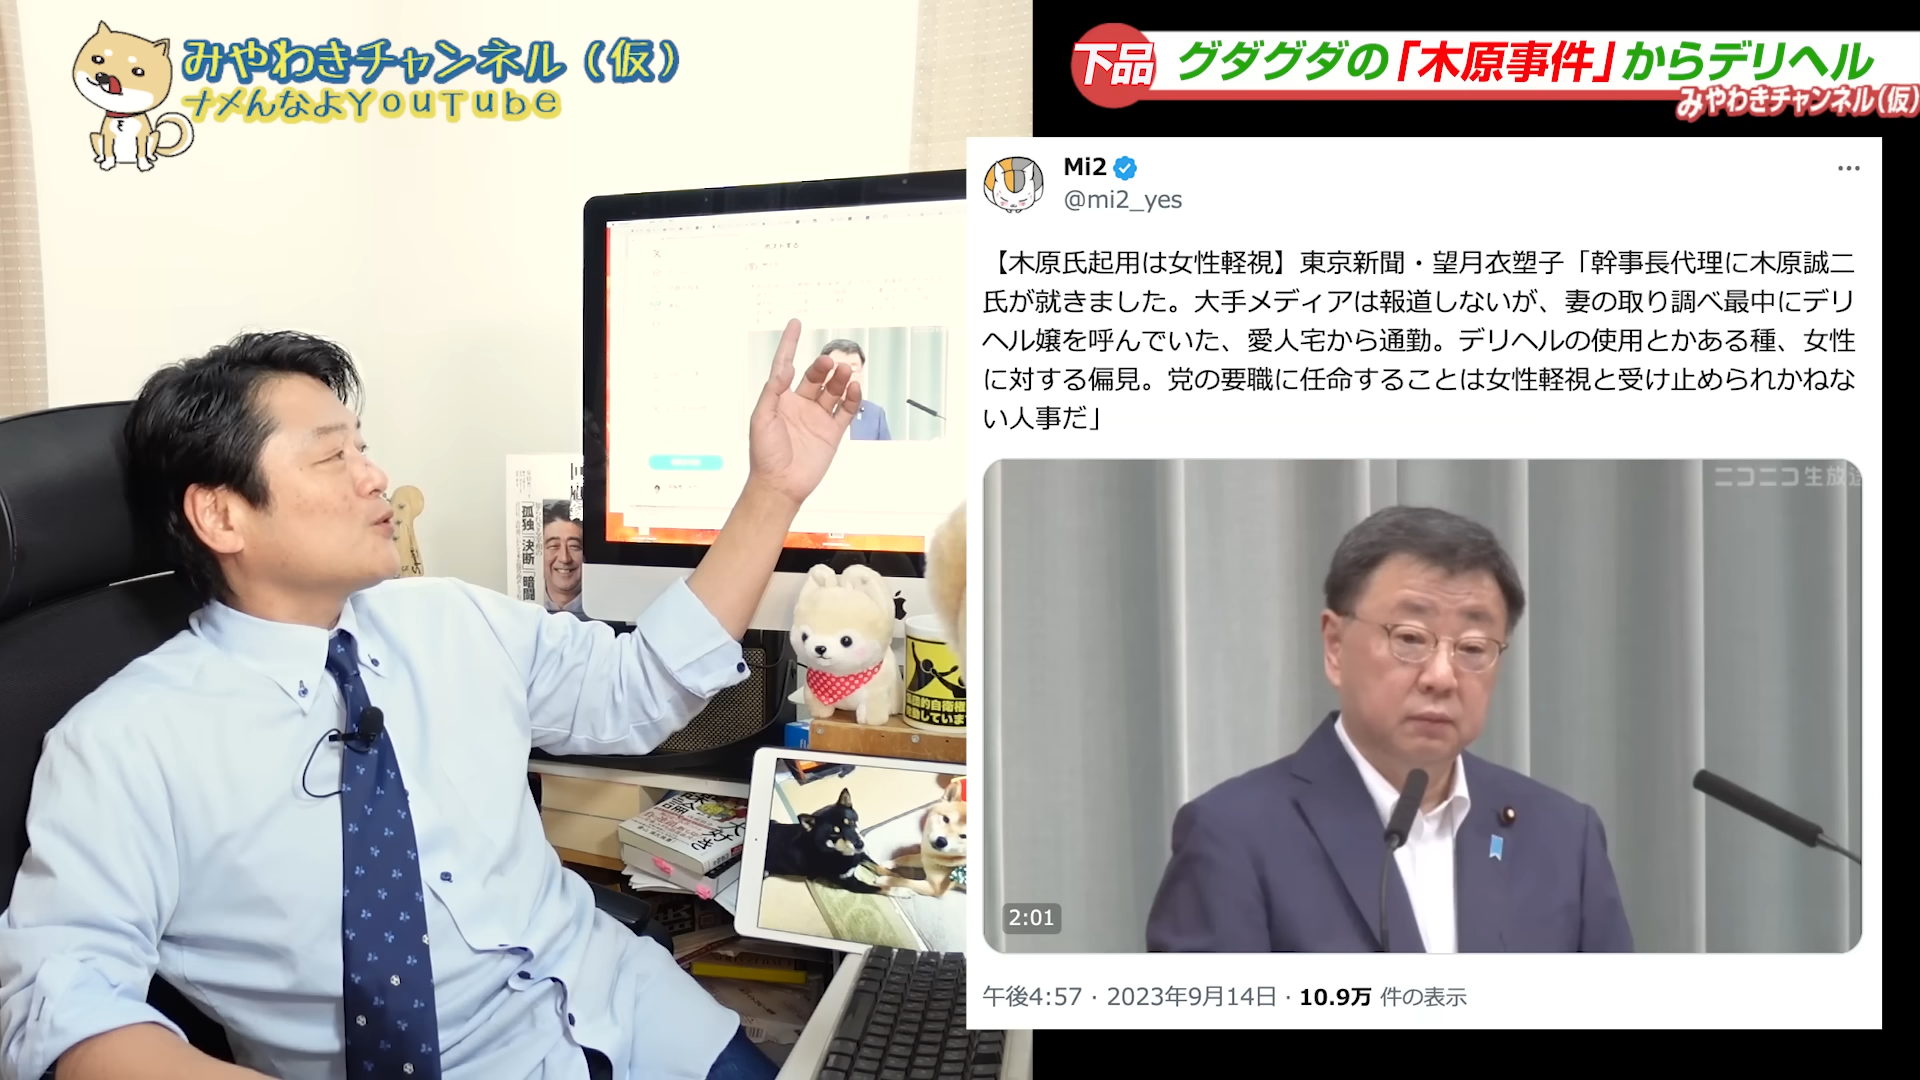 みやわきチャンネル（仮）
ナメんなよYouTube
下品
グダグダの「木原事件」からデリヘル
みやわきチャンネル（仮）
Mi2
@mi2_yes
【木原氏起用は女性軽視】東京新聞・望月衣塑子「幹事長代理に木原誠二
氏が就きました。大手メディアは報道しないが、妻の取り調べ最中にデリ
ヘル嬢を呼んでいた、愛人宅から通勤。デリヘルの使用とかある種、女性
に対する偏見。党の要職に任命することは女性軽視と受け止められかねな
い人事だ」
ニコニコ生放送
2:01
午後4:57 · 2023年9月14日 · 10.9万 件の表示
「孤独」「決断」「暗闘